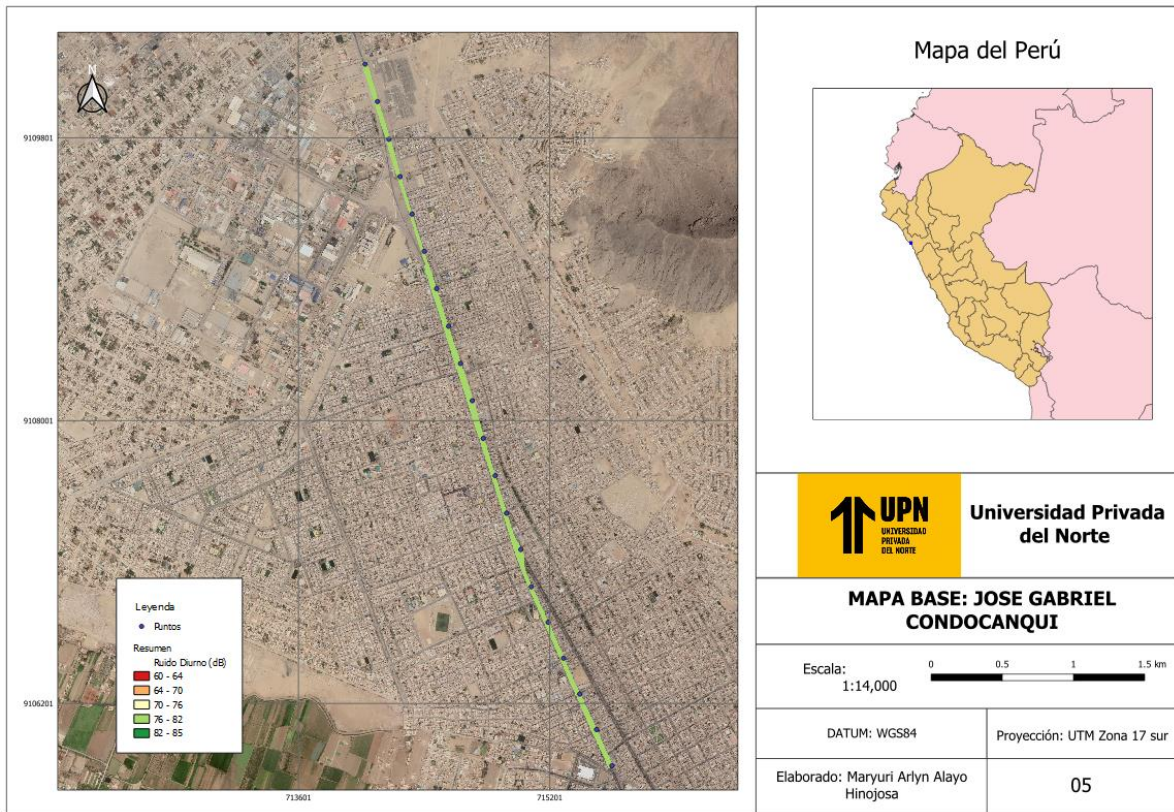 N
9109801
9108001
9106201
713601
715201
Leyenda
Puntos
Resumen
Ruido Diurno (dB)
60 - 64
64 - 70
70 - 76
76 - 82
82 - 85
Mapa del Perú
UPN
UNIVERSIDAD
PRIVADA
DEL NORTE
Universidad Privada
del Norte
MAPA BASE: JOSE GABRIEL
CONDOCANQUI
Escala:
1:14,000
0 0.5 1 1.5 km
DATUM: WGS84
Proyección: UTM Zona 17 sur
Elaborado: Maryuri Arlyn Alayo
Hinojosa
05